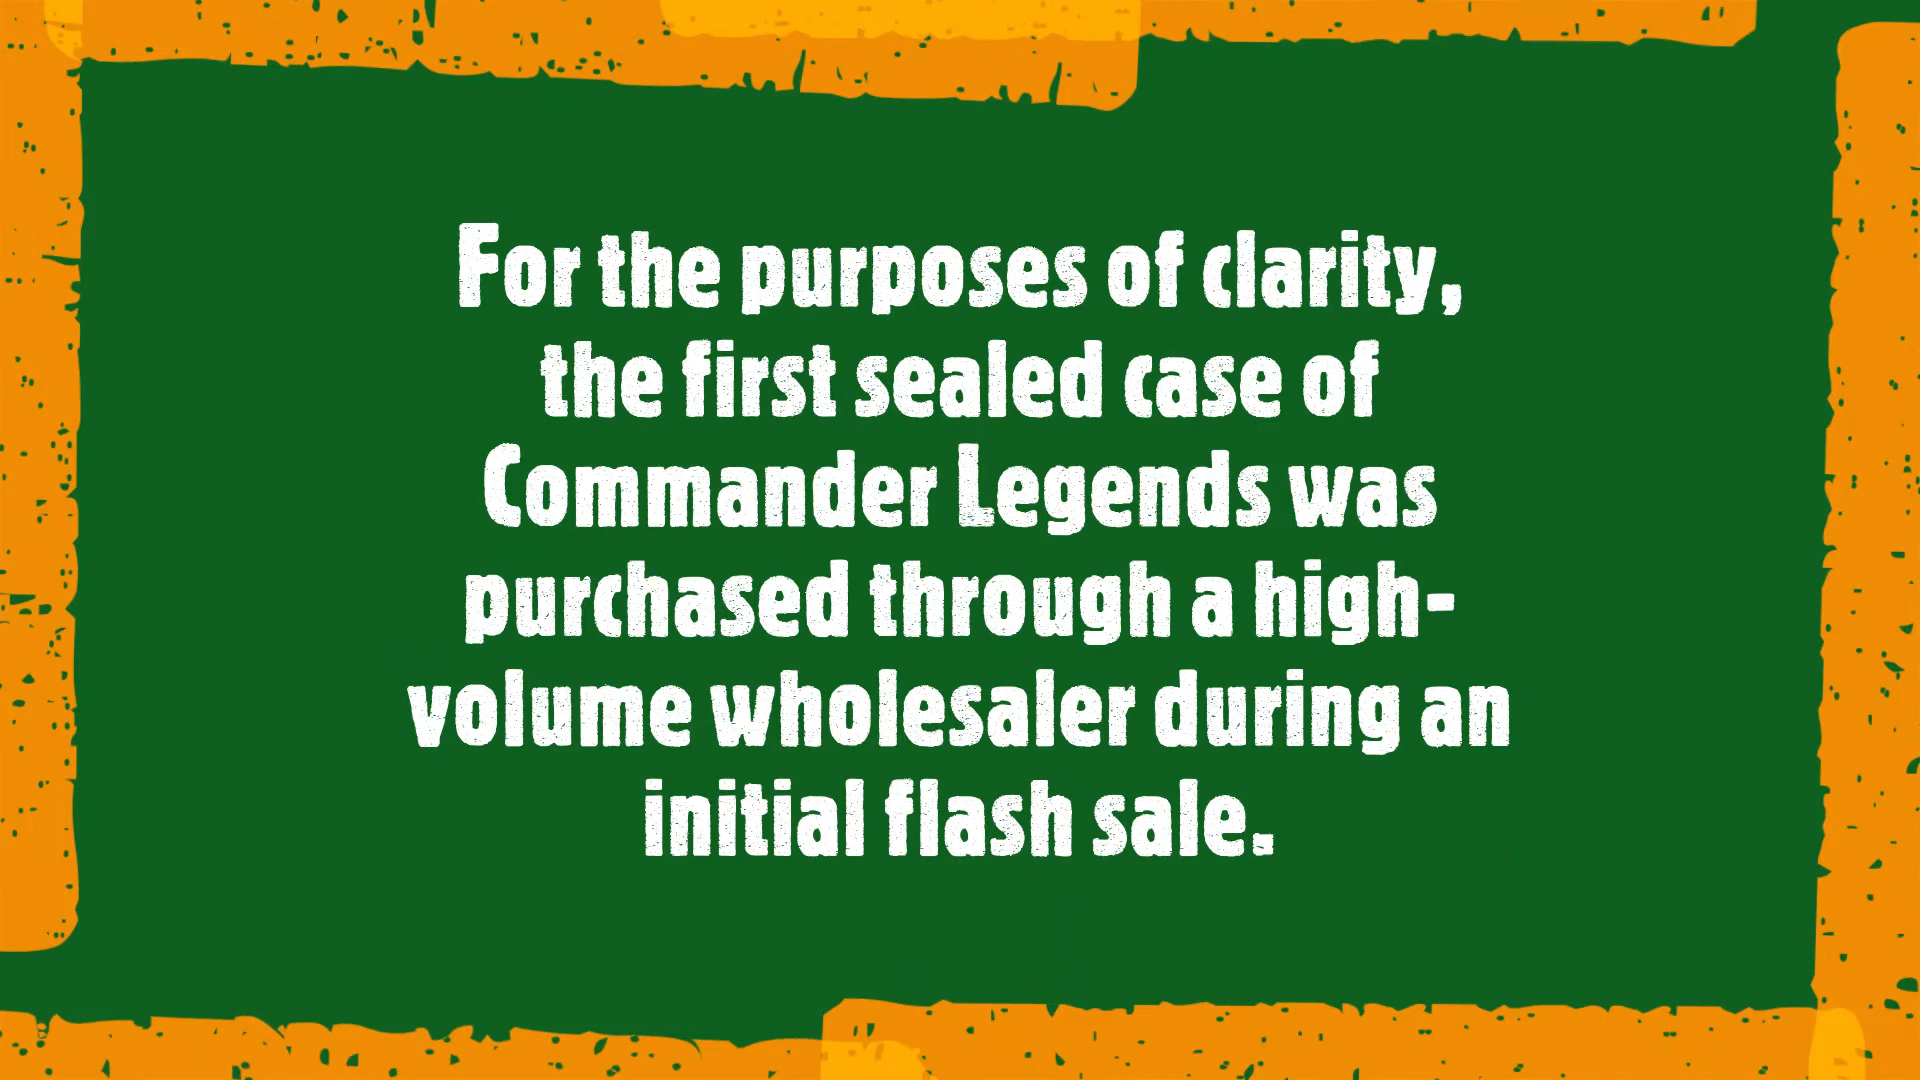 For the purposes of clarity,
the first sealed case of
Commander Legends was
purchased through a high-
volume wholesaler during an
initial flash sale.